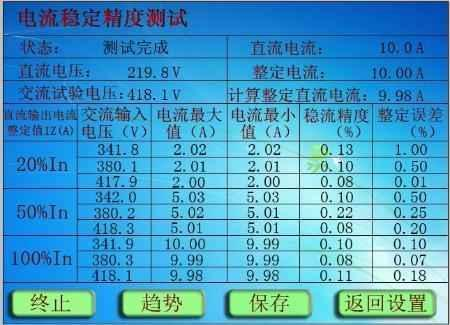 电流稳定精度测试
状态: 测试完成 直流电流: 10.0A
直流电压: 219.8V 整定电流: 10.00A
交流试验电压: 418.1V 计算整定直流电流: 9.98A
直流输出电流整定值IZ(A) 交流输入电压(V) 电流最大值(A) 电流最小值(A) 稳流精度(%) 整定误差(%)
20%In 341.8 2.02 2.02 0.13 1.00
380.1 2.01 2.01 0.10 0.50
417.9 2.00 2.00 0.08 0.01
50%In 342.0 5.03 5.03 0.10 0.50
380.2 5.02 5.01 0.22 0.25
418.3 5.01 5.01 0.08 0.20
100%In 341.9 10.00 9.99 0.10 0.10
380.3 9.99 9.99 0.08 0.07
418.1 9.98 9.98 0.11 0.18
终止 趋势 保存 返回设置